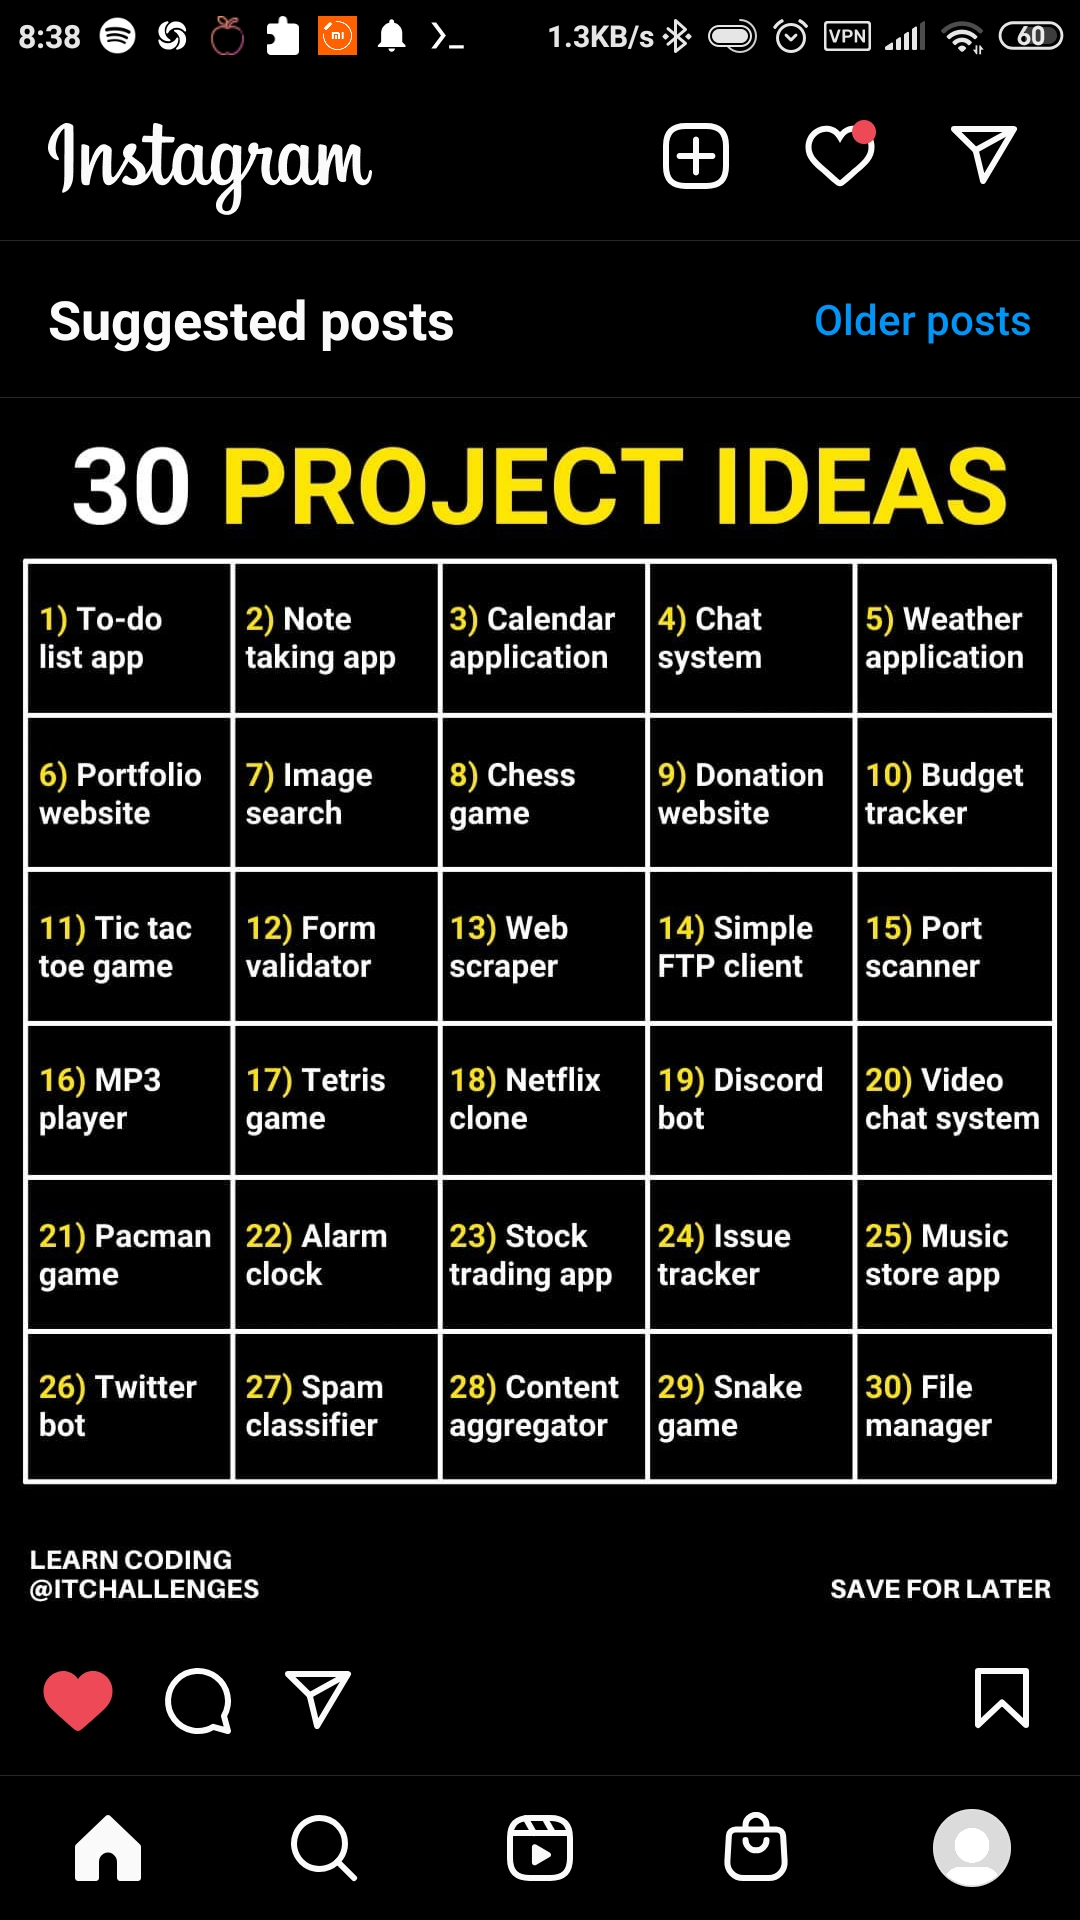 8:38 1.3KB/s VPN 60
Instagram
Suggested posts Older posts
30 PROJECT IDEAS
1) To-do
list app
2) Note
taking app
3) Calendar
application
4) Chat
system
5) Weather
application
6) Portfolio
website
7) Image
search
8) Chess
game
9) Donation
website
10) Budget
tracker
11) Tic tac
toe game
12) Form
validator
13) Web
scraper
14) Simple
FTP client
15) Port
scanner
16) MP3
player
17) Tetris
game
18) Netflix
clone
19) Discord
bot
20) Video
chat system
21) Pacman
game
22) Alarm
clock
23) Stock
trading app
24) Issue
tracker
25) Music
store app
26) Twitter
bot
27) Spam
classifier
28) Content
aggregator
29) Snake
game
30) File
manager
LEARN CODING
@ITCHALLENGES
SAVE FOR LATER